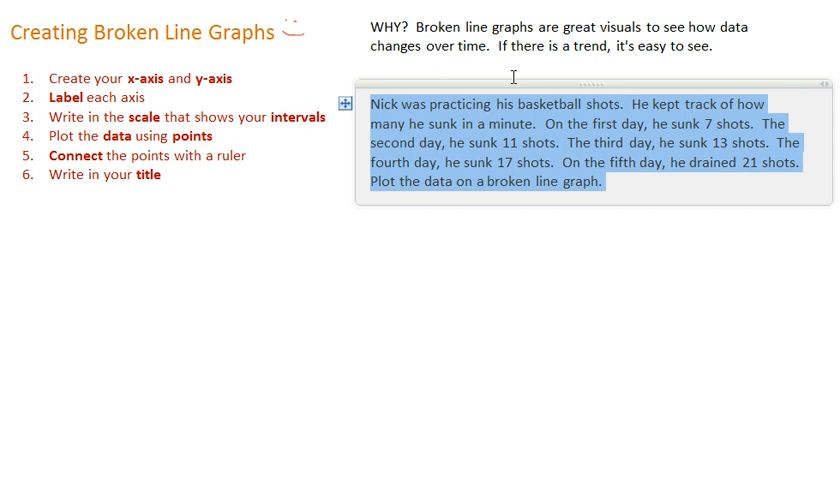 Creating Broken Line Graphs
1. Create your x-axis and y-axis
2. Label each axis
3. Write in the scale that shows your intervals
4. Plot the data using points
5. Connect the points with a ruler
6. Write in your title
WHY? Broken line graphs are great visuals to see how data
changes over time. If there is a trend, it's easy to see.
Nick was practicing his basketball shots. He kept track of how
many he sunk in a minute. On the first day, he sunk 7 shots. The
second day, he sunk 11 shots. The third day, he sunk 13 shots. The
fourth day, he sunk 17 shots. On the fifth day, he drained 21 shots.
Plot the data on a broken line graph.